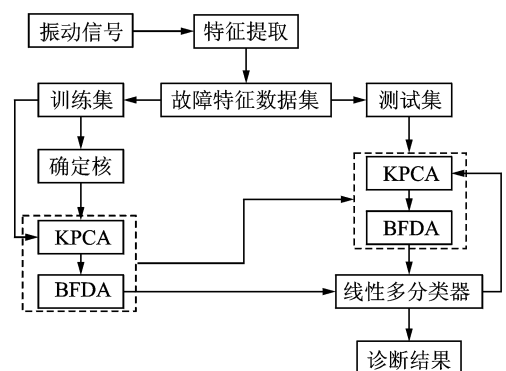 振动信号
特征提取
训练集
故障特征数据集
测试集
确定核
KPCA
BFDA
KPCA
BFDA
线性多分类器
诊断结果